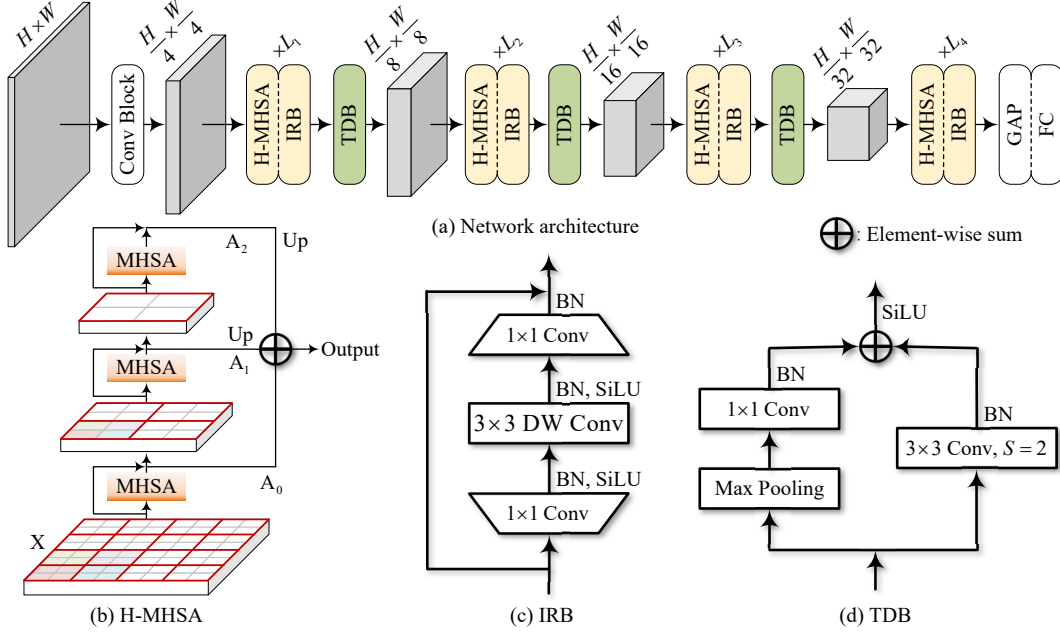 H×W
Conv Block
H/4 × W/4
×L₁
H-MHSA
IRB
TDB
H/8 × W/8
×L₂
H-MHSA
IRB
TDB
H/16 × W/16
×L₃
H-MHSA
IRB
TDB
H/32 × W/32
×L₄
H-MHSA
IRB
GAP
FC
(a) Network architecture
: Element-wise sum
A₂
Up
MHSA
Up
A₁
Output
MHSA
A₀
MHSA
X
(b) H-MHSA
BN
1×1 Conv
BN, SiLU
3×3 DW Conv
BN, SiLU
1×1 Conv
(c) IRB
SiLU
BN
1×1 Conv
Max Pooling
BN
3×3 Conv, S = 2
(d) TDB